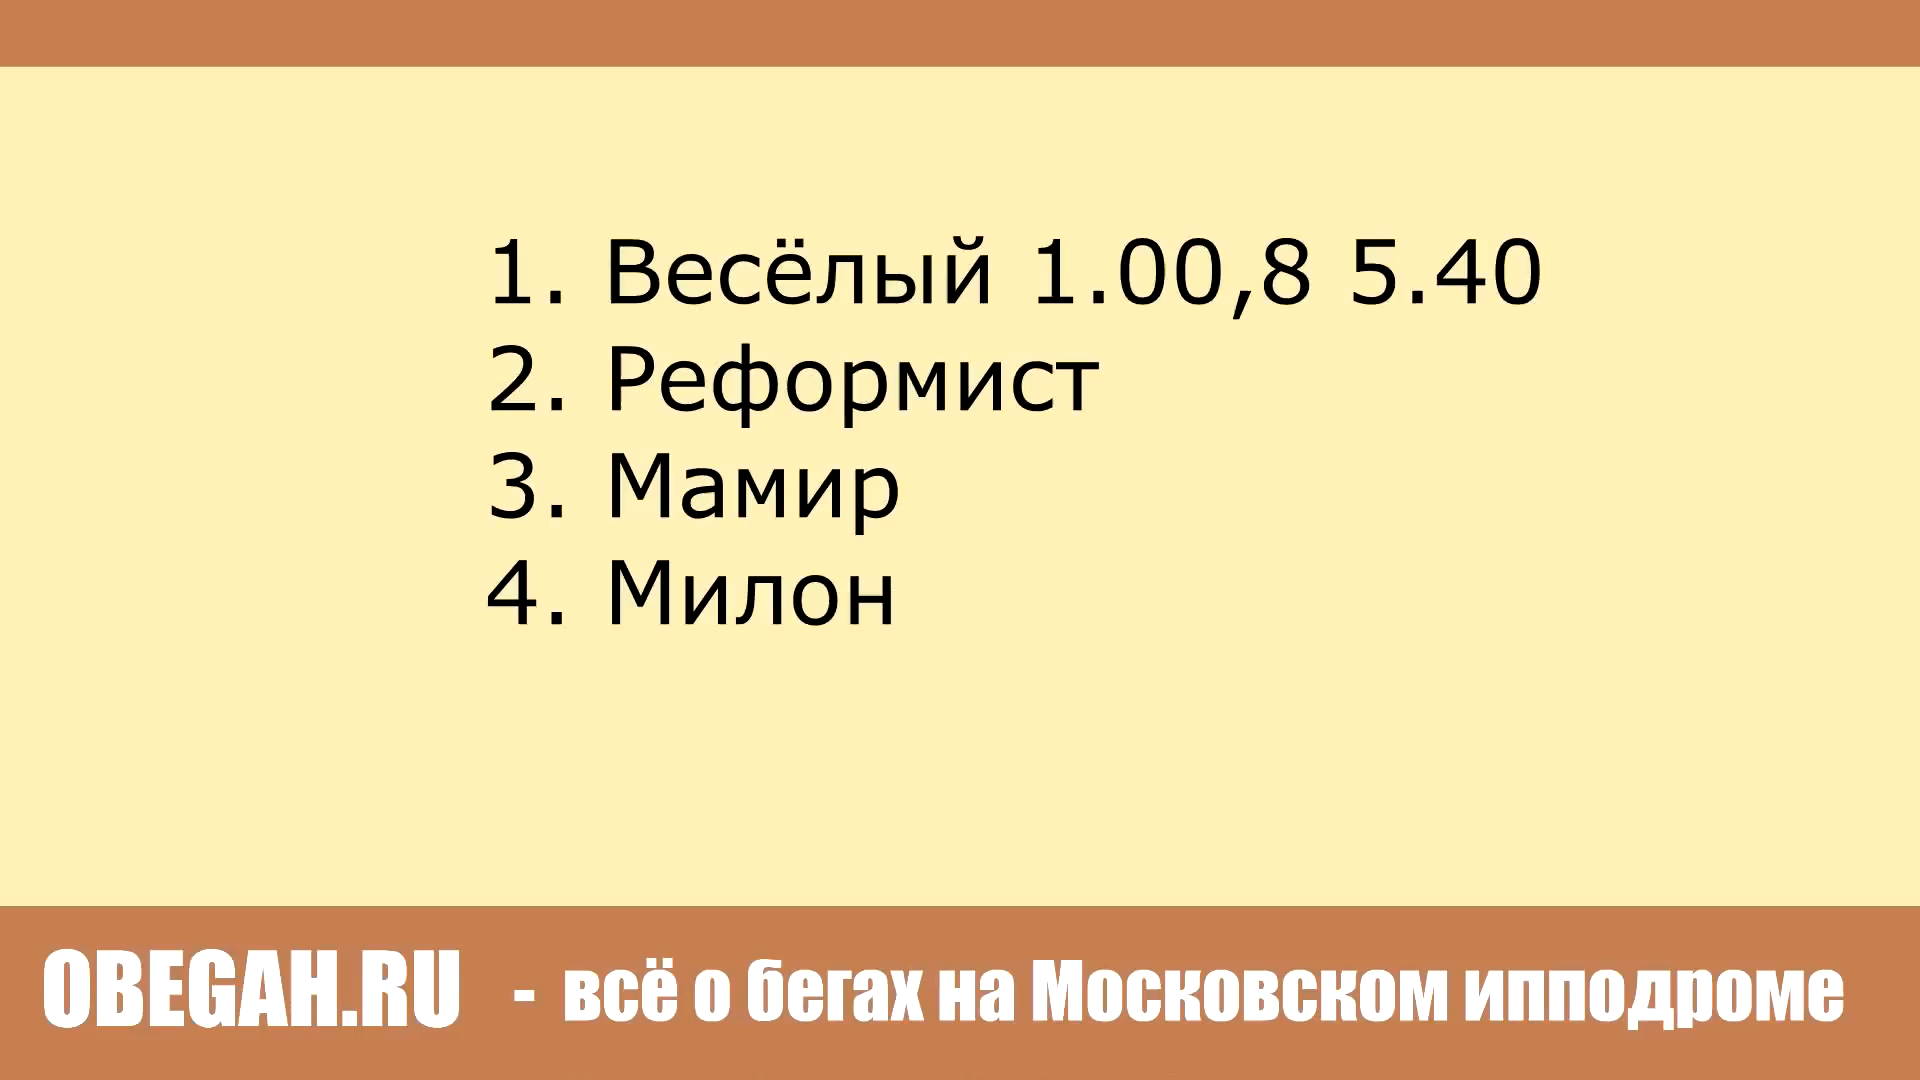 1. Весёлый 1.00,8 5.40
2. Реформист
3. Мамир
4. Милон
OBEGAH.RU - всё о бегах на Московском ипподроме